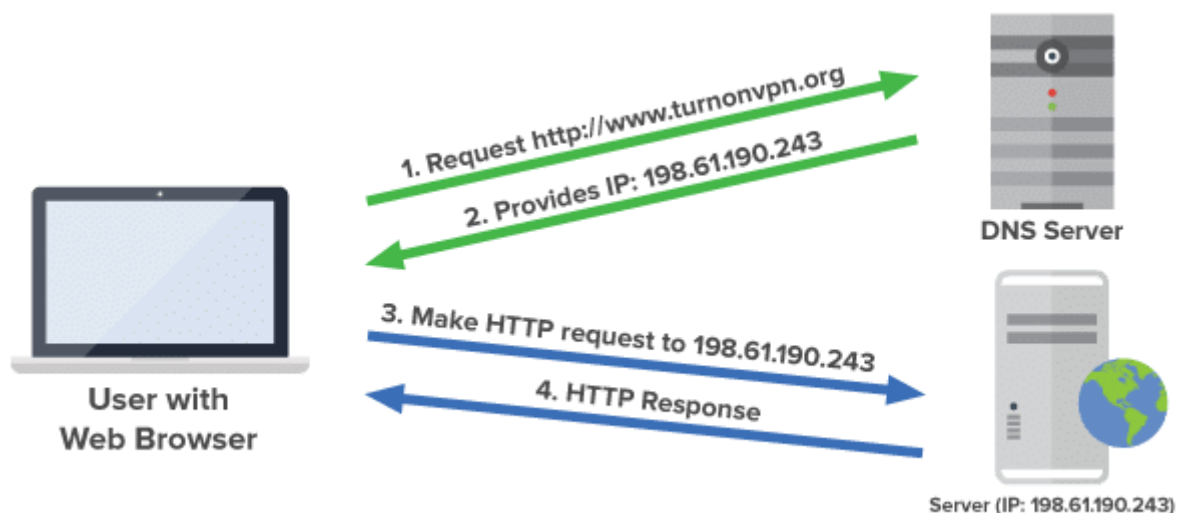 1. Request http://www.turnonvpn.org
2. Provides IP: 198.61.190.243
DNS Server
3. Make HTTP request to 198.61.190.243
4. HTTP Response
User with
Web Browser
Server (IP: 198.61.190.243)